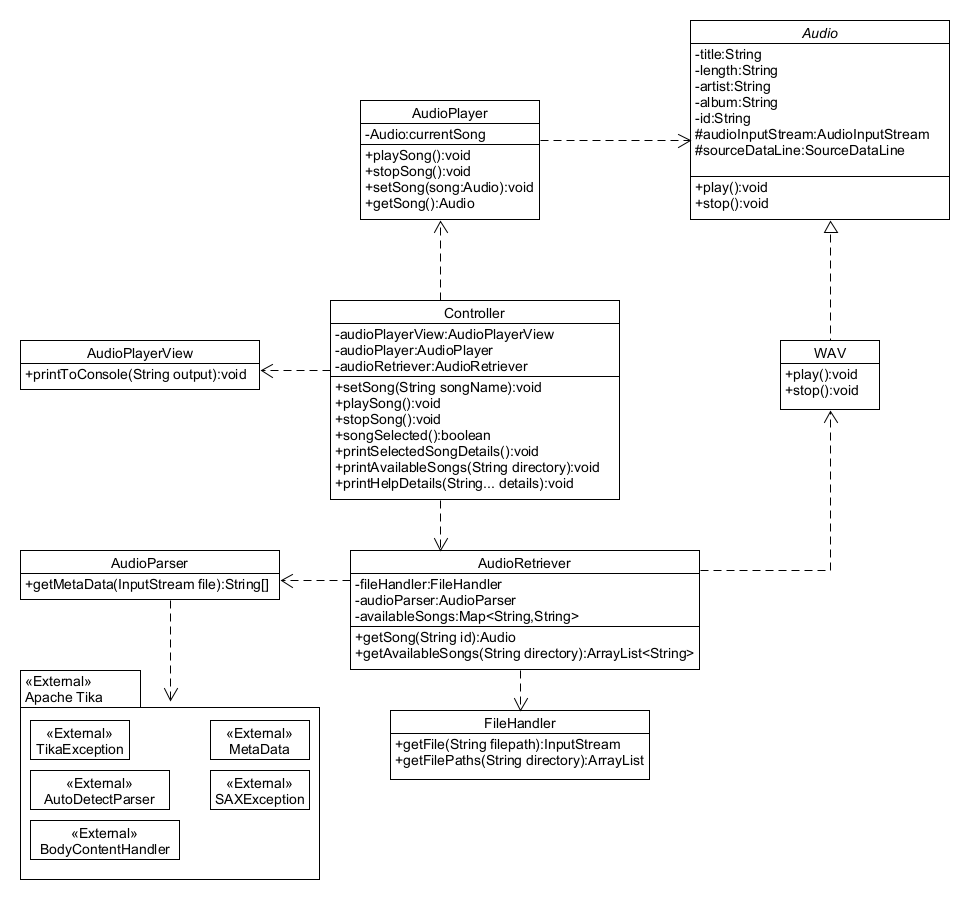 Audio
-title:String
-length:String
-artist:String
-album:String
-id:String
#audioInputStream:AudioInputStream
#sourceDataLine:SourceDataLine
+play():void
+stop():void
AudioPlayer
-Audio:currentSong
+playSong():void
+stopSong():void
+setSong(song:Audio):void
+getSong():Audio
Controller
-audioPlayerView:AudioPlayerView
-audioPlayer:AudioPlayer
-audioRetriever:AudioRetriever
+setSong(String songName):void
+playSong():void
+stopSong():void
+songSelected():boolean
+printSelectedSongDetails():void
+printAvailableSongs(String directory):void
+printHelpDetails(String... details):void
AudioPlayerView
+printToConsole(String output):void
WAV
+play():void
+stop():void
AudioParser
+getMetaData(InputStream file):String[]
AudioRetriever
-fileHandler:FileHandler
-audioParser:AudioParser
-availableSongs:Map<String,String>
+getSong(String id):Audio
+getAvailableSongs(String directory):ArrayList<String>
«External»
Apache Tika
«External»
TikaException
«External»
MetaData
«External»
AutoDetectParser
«External»
SAXException
«External»
BodyContentHandler
FileHandler
+getFile(String filepath):InputStream
+getFilePaths(String directory):ArrayList